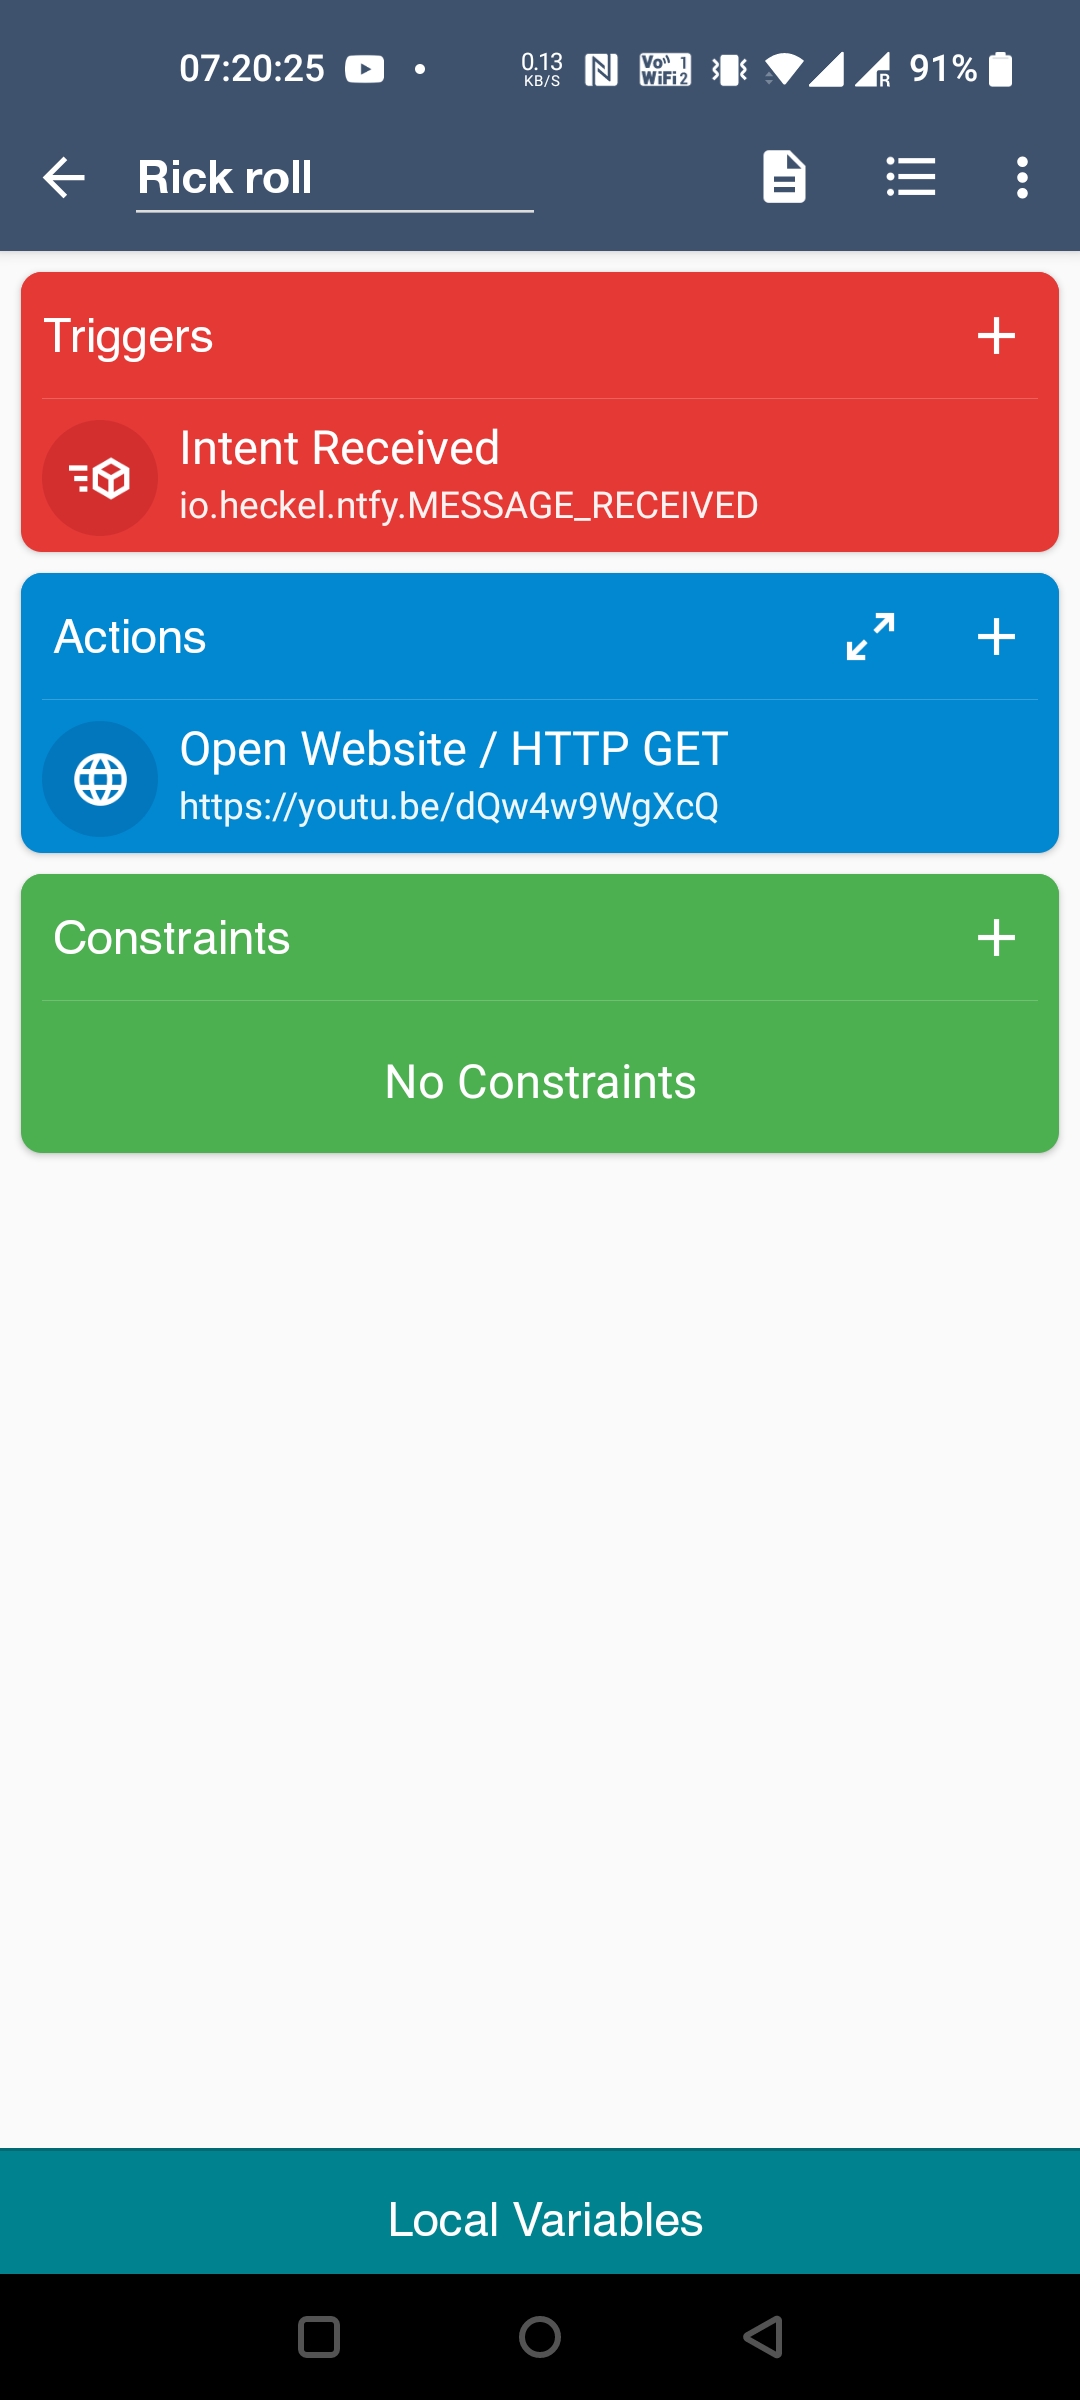 07:20:25 0.13 KB/S Vo)) 1 WiFi 2 R 91%
Rick roll
Triggers
Intent Received
io.heckel.ntfy.MESSAGE_RECEIVED
Actions
Open Website / HTTP GET
https://youtu.be/dQw4w9WgXcQ
Constraints
No Constraints
Local Variables